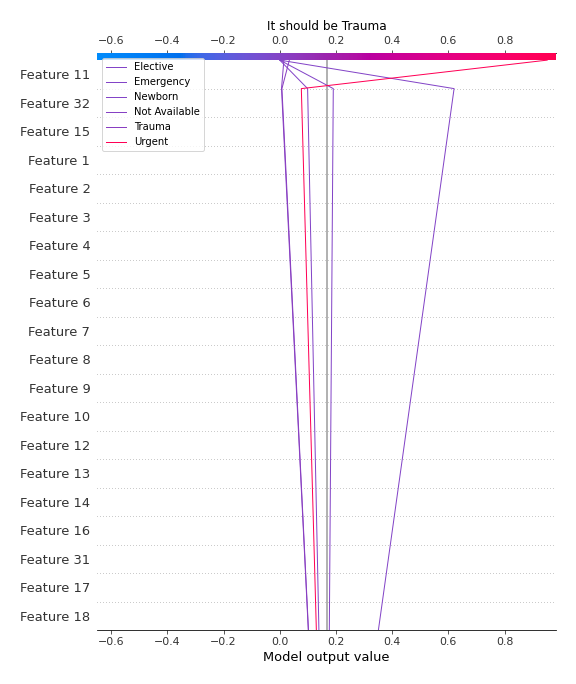 It should be Trauma
−0.6 −0.4 −0.2 0.0 0.2 0.4 0.6 0.8
Elective
Emergency
Newborn
Not Available
Trauma
Urgent
Feature 11
Feature 32
Feature 15
Feature 1
Feature 2
Feature 3
Feature 4
Feature 5
Feature 6
Feature 7
Feature 8
Feature 9
Feature 10
Feature 12
Feature 13
Feature 14
Feature 16
Feature 31
Feature 17
Feature 18
−0.6 −0.4 −0.2 0.0 0.2 0.4 0.6 0.8
Model output value